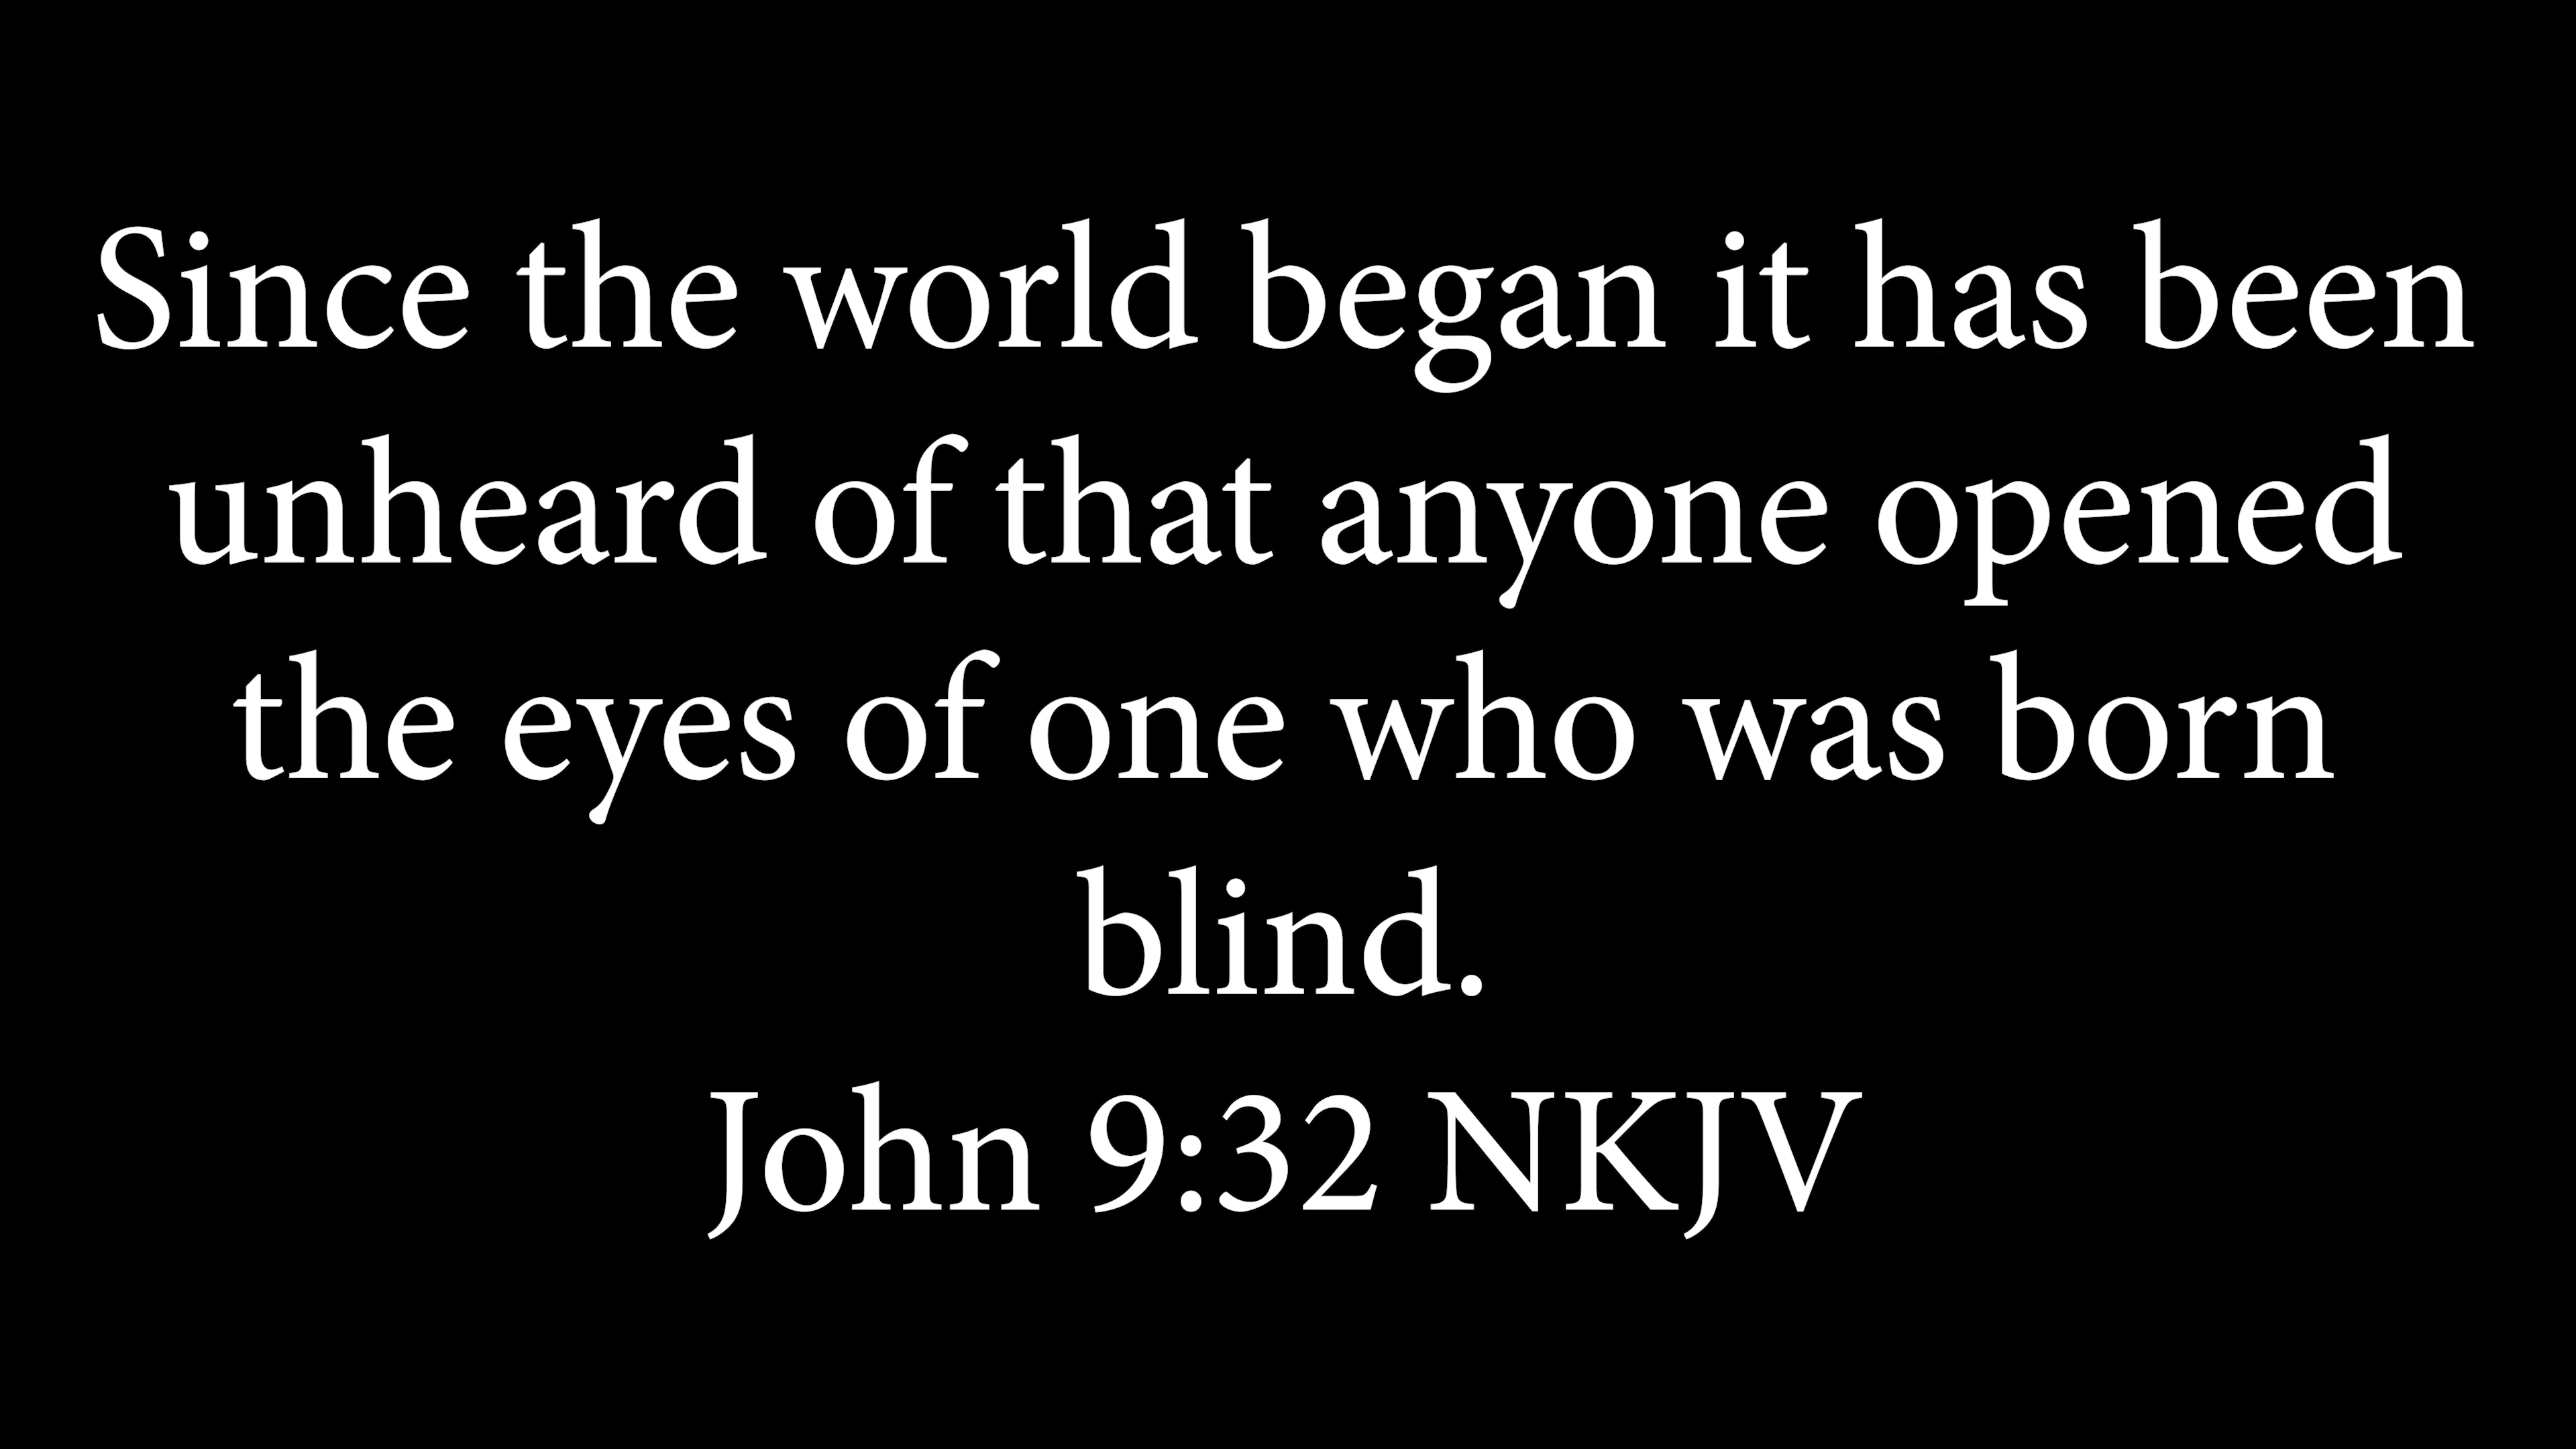 Since the world began it has been
unheard of that anyone opened
the eyes of one who was born
blind.
John 9:32 NKJV